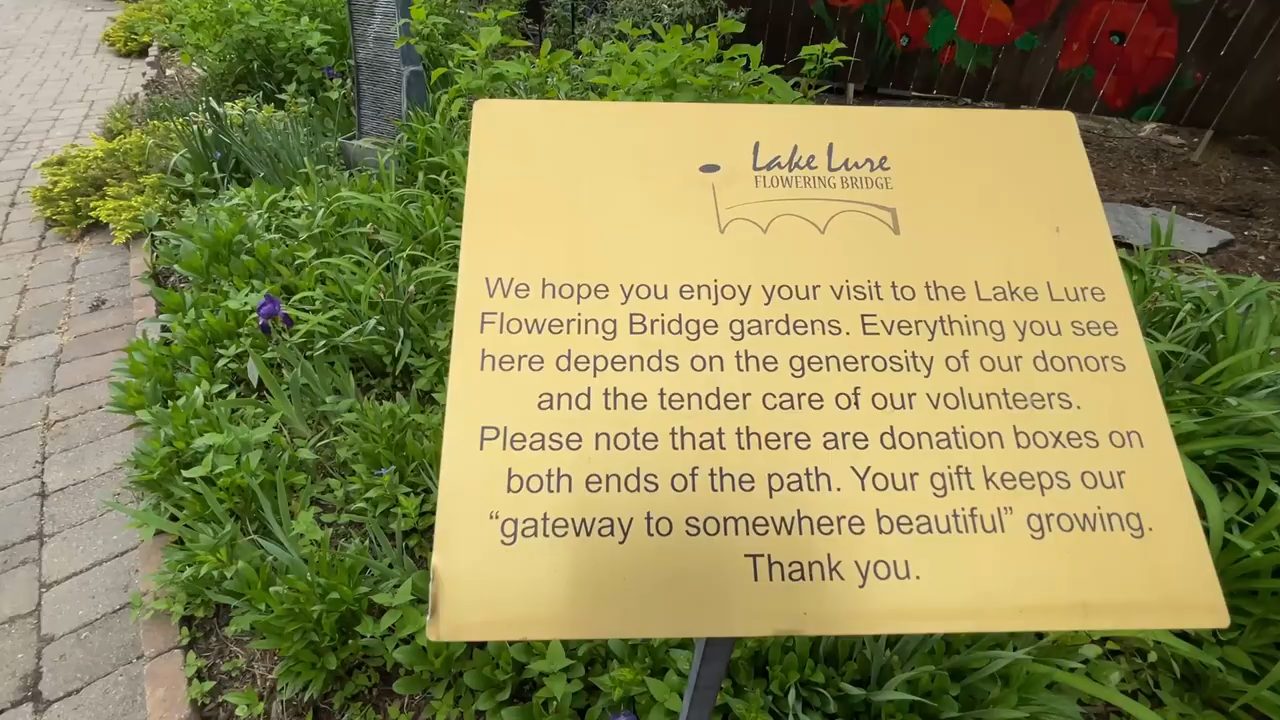 Lake Lure
FLOWERING BRIDGE
We hope you enjoy your visit to the Lake Lure
Flowering Bridge gardens. Everything you see
here depends on the generosity of our donors
and the tender care of our volunteers.
Please note that there are donation boxes on
both ends of the path. Your gift keeps our
“gateway to somewhere beautiful” growing.
Thank you.